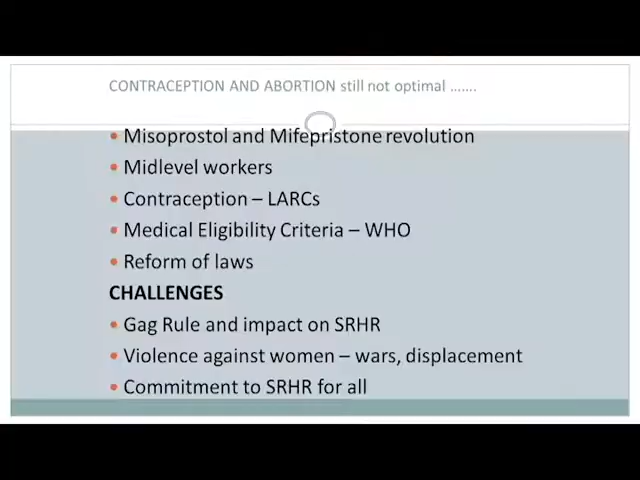 CONTRACEPTION AND ABORTION still not optimal …….
• Misoprostol and Mifepristone revolution
• Midlevel workers
• Contraception – LARCs
• Medical Eligibility Criteria – WHO
• Reform of laws
CHALLENGES
• Gag Rule and impact on SRHR
• Violence against women – wars, displacement
• Commitment to SRHR for all